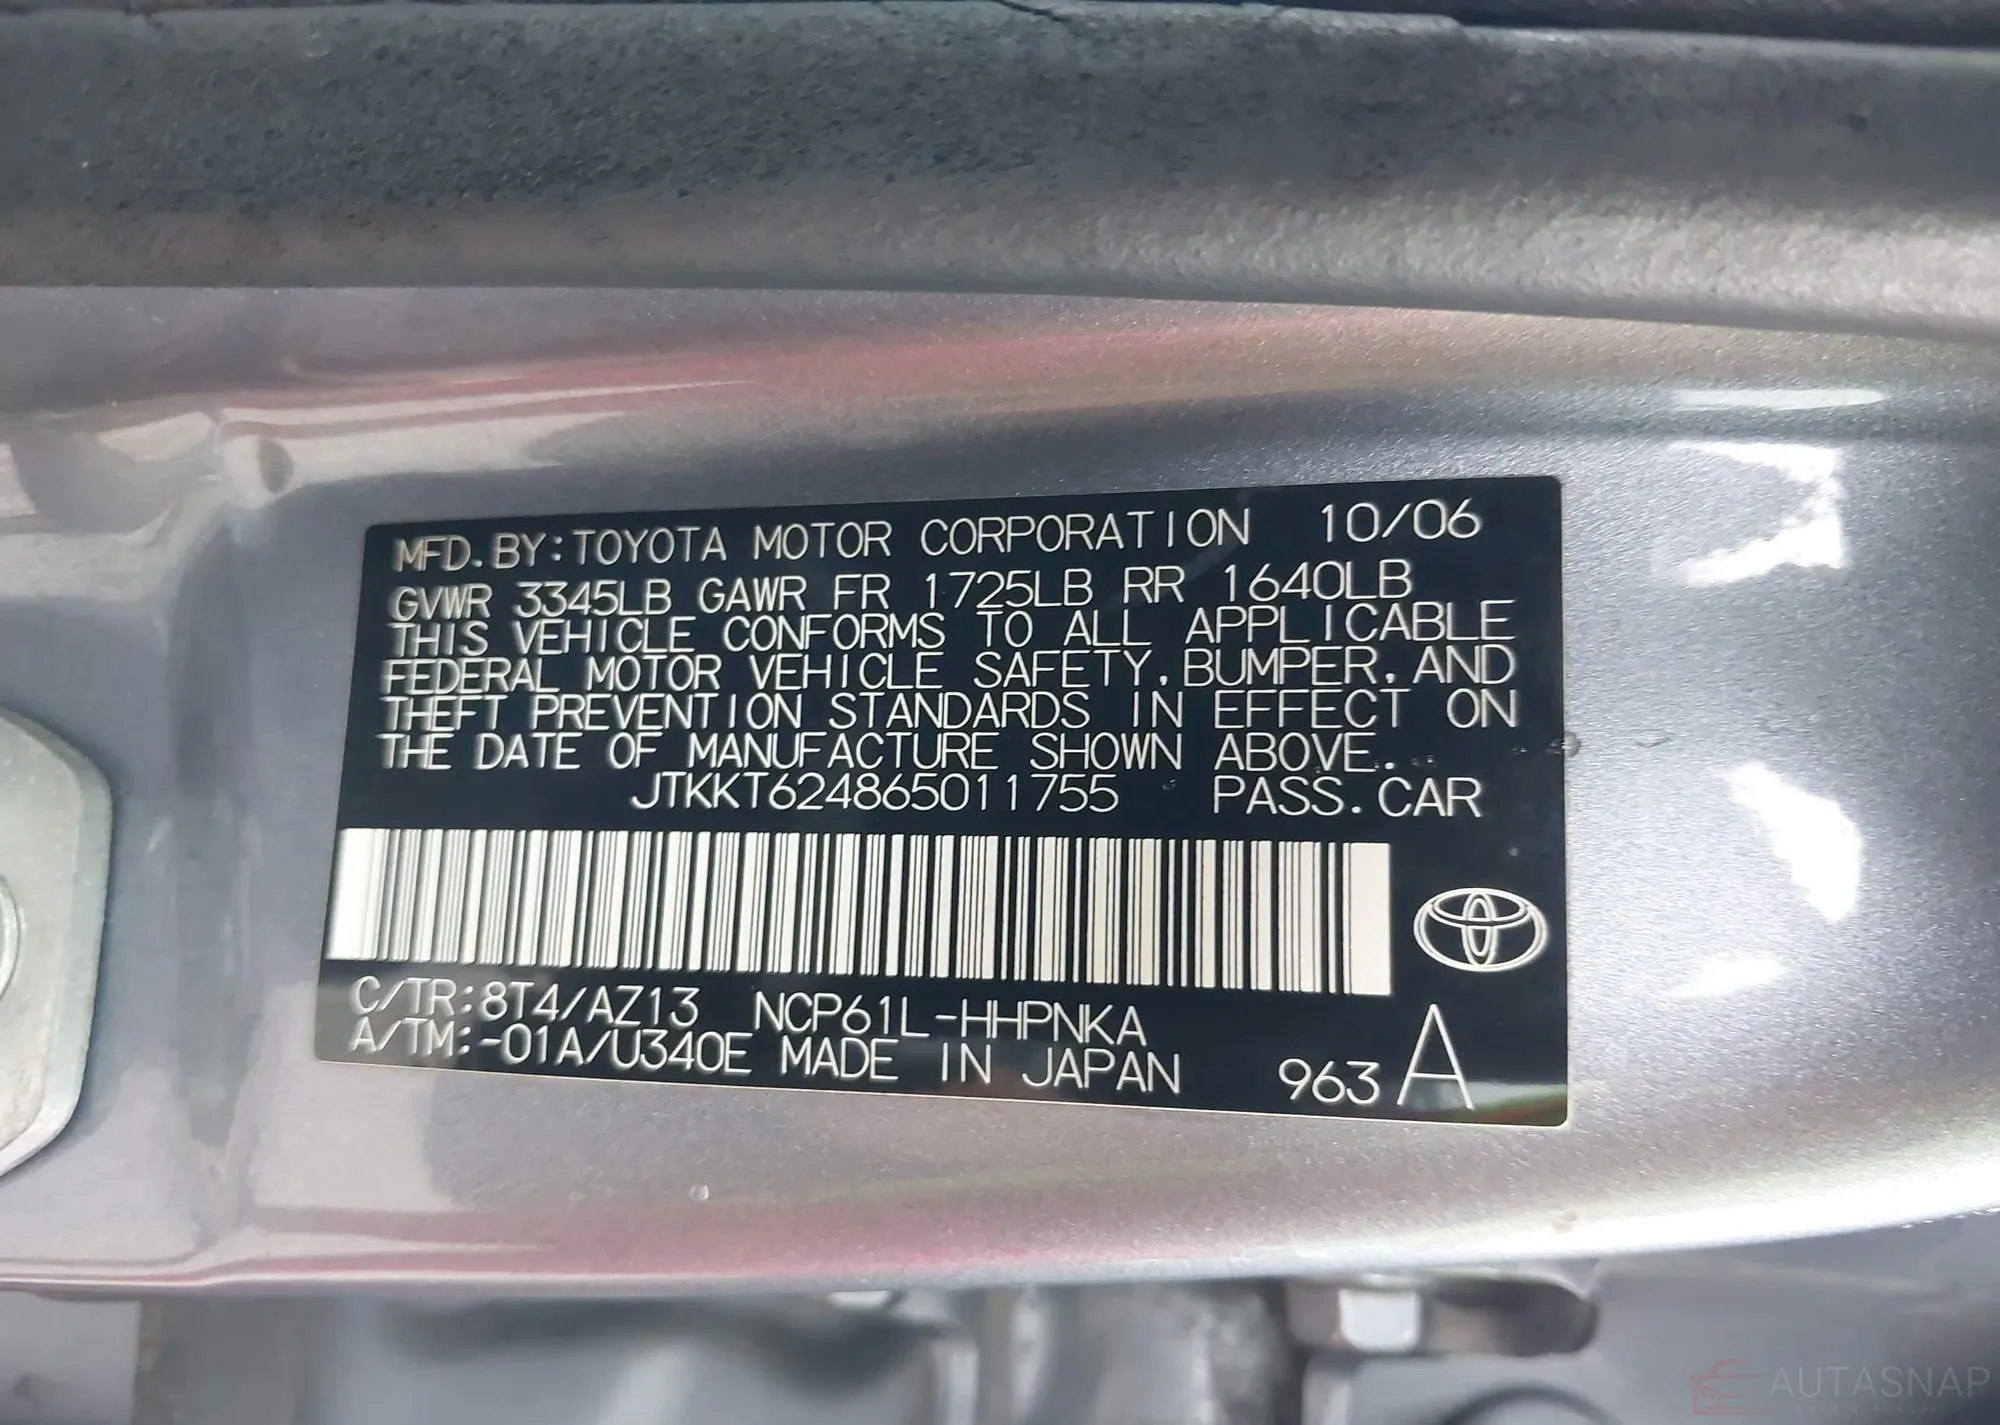 MFD.BY:TOYOTA MOTOR CORPORATION 10/06
GVWR 3345LB GAWR FR 1725LB RR 1640LB
THIS VEHICLE CONFORMS TO ALL APPLICABLE
FEDERAL MOTOR VEHICLE SAFETY, BUMPER, AND
THEFT PREVENTION STANDARDS IN EFFECT ON
THE DATE OF MANUFACTURE SHOWN ABOVE.
JTKKT624865011755 PASS.CAR
C/TR:8T4/AZ13 NCP61L-HHPNKA
A/TM:-01A/U340E MADE IN JAPAN 963 A
AUTASNAP